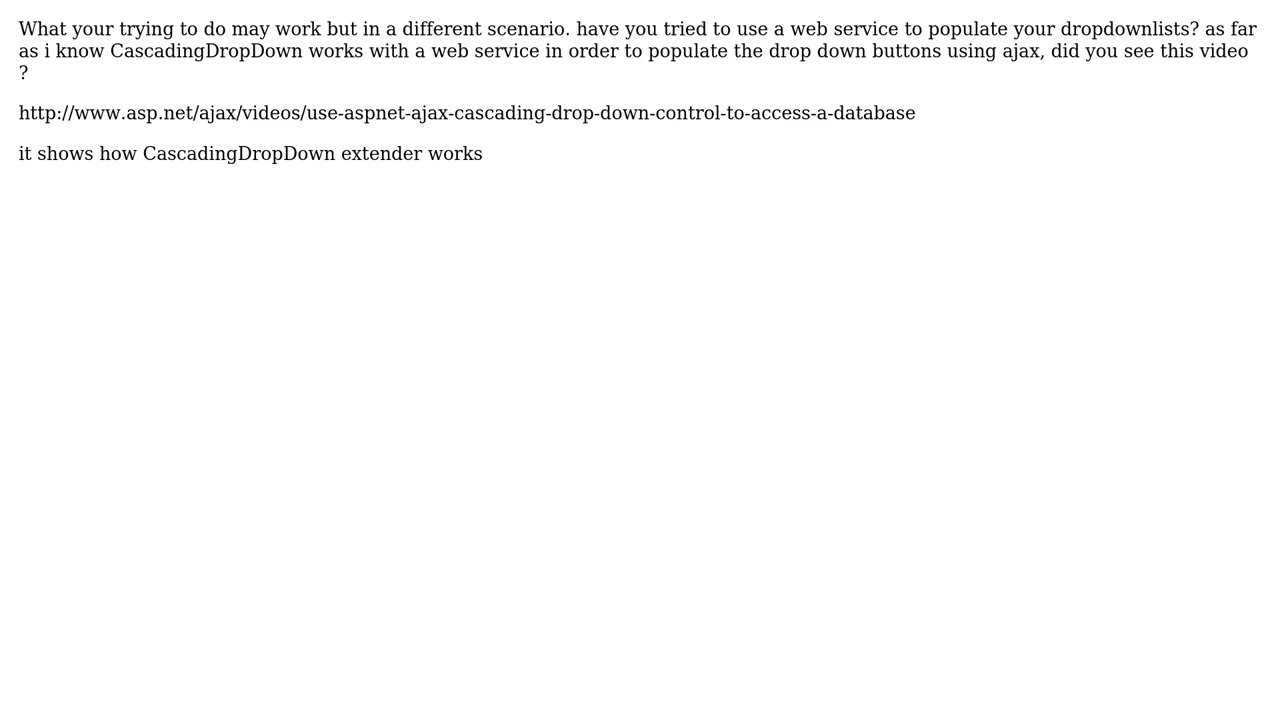 What your trying to do may work but in a different scenario. have you tried to use a web service to populate your dropdownlists? as far
as i know CascadingDropDown works with a web service in order to populate the drop down buttons using ajax, did you see this video
?
http://www.asp.net/ajax/videos/use-aspnet-ajax-cascading-drop-down-control-to-access-a-database
it shows how CascadingDropDown extender works